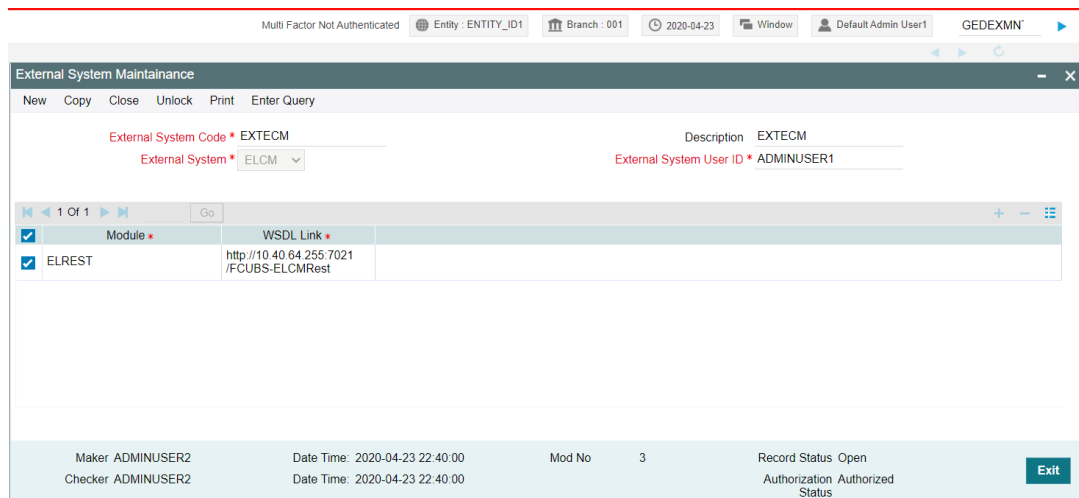 Multi Factor Not Authenticated Entity : ENTITY_ID1 Branch : 001 2020-04-23 Window Default Admin User1 GEDEXMN
External System Maintainance
New Copy Close Unlock Print Enter Query
External System Code * EXTECM Description EXTECM
External System * ELCM External System User ID * ADMINUSER1
1 Of 1 Go
Module * WSDL Link *
ELREST http://10.40.64.255:7021
/FCUBS-ELCMRest
Maker ADMINUSER2 Date Time: 2020-04-23 22:40:00 Mod No 3 Record Status Open
Checker ADMINUSER2 Date Time: 2020-04-23 22:40:00 Authorization Authorized
Status
Exit